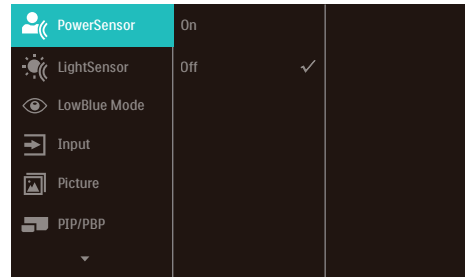 PowerSensor
On
LightSensor
Off
LowBlue Mode
Input
Picture
PIP/PBP